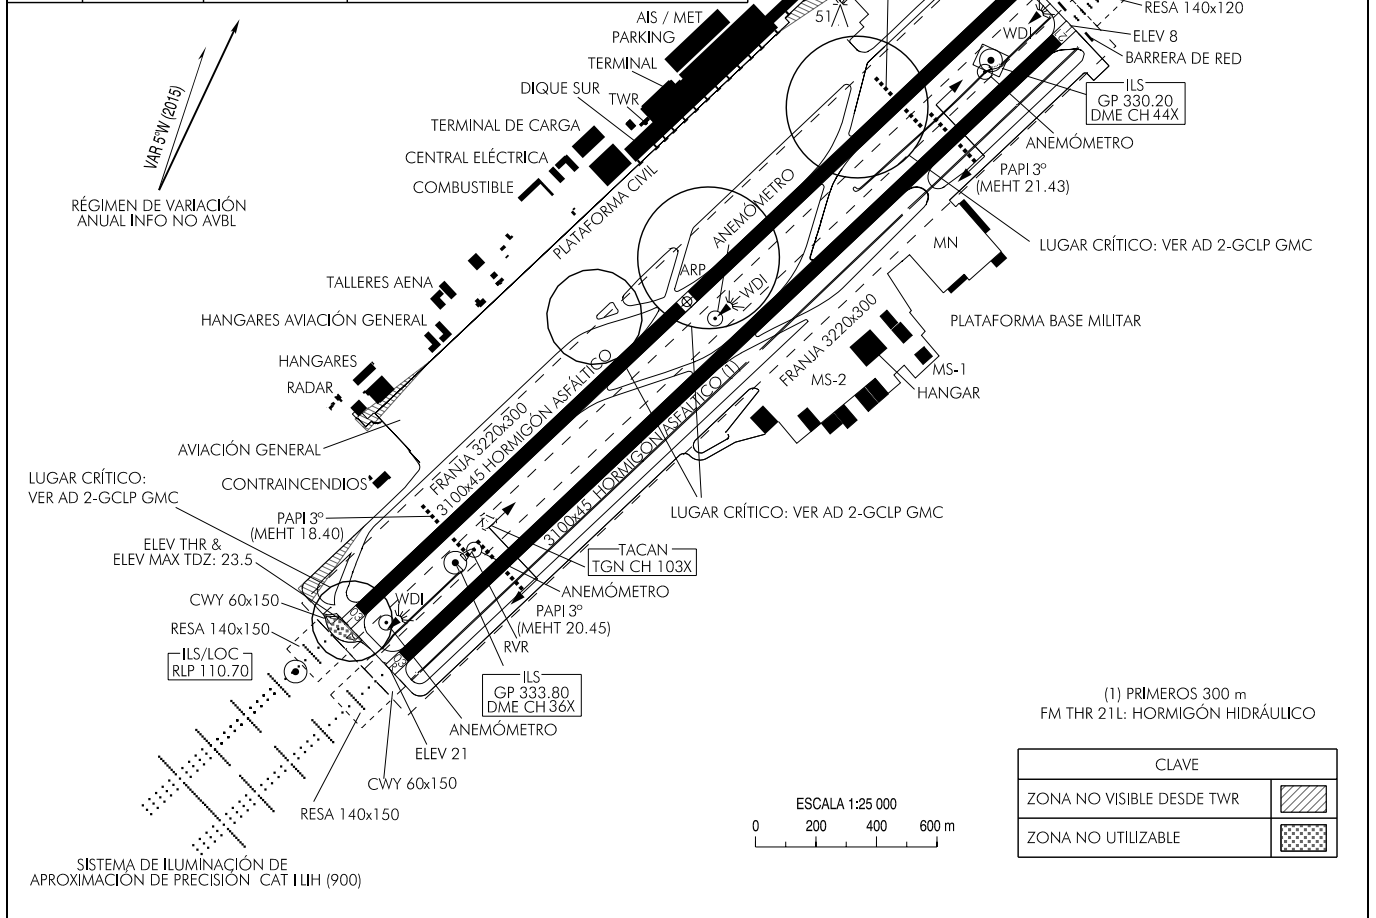 RESA 140x120
AIS / MET
PARKING
51
WDI
ELEV 8
BARRERA DE RED
TERMINAL
DIQUE SUR
TWR
ILS
GP 330.20
DME CH 44X
VAR 5ºW (2015)
TERMINAL DE CARGA
ANEMÓMETRO
CENTRAL ELÉCTRICA
PAPI 3º
(MEHT 21.43)
COMBUSTIBLE
RÉGIMEN DE VARIACIÓN
ANUAL INFO NO AVBL
PLATAFORMA CIVIL
ANEMÓMETRO
MN
LUGAR CRÍTICO: VER AD 2-GCLP GMC
ARP
WDI
TALLERES AENA
HANGARES AVIACIÓN GENERAL
PLATAFORMA BASE MILITAR
FRANJA 3220x300
HANGARES
RADAR
MS-1
MS-2
HANGAR
AVIACIÓN GENERAL
FRANJA 3220x300
3100x45 HORMIGÓN ASFÁLTICO
3100x45 HORMIGÓN ASFÁLTICO (1)
LUGAR CRÍTICO:
VER AD 2-GCLP GMC
CONTRAINCENDIOS
PAPI 3º
(MEHT 18.40)
LUGAR CRÍTICO: VER AD 2-GCLP GMC
ELEV THR &
ELEV MAX TDZ: 23.5
TACAN
TGN CH 103X
ANEMÓMETRO
CWY 60x150
WDI
03
PAPI 3º
(MEHT 20.45)
RESA 140x150
RVR
ILS/LOC
RLP 110.70
ILS
GP 333.80
DME CH 36X
ANEMÓMETRO
ELEV 21
CWY 60x150
RESA 140x150
(1) PRIMEROS 300 m
FM THR 21L: HORMIGÓN HIDRÁULICO
CLAVE
ZONA NO VISIBLE DESDE TWR
ZONA NO UTILIZABLE
ESCALA 1:25 000
0 200 400 600 m
SISTEMA DE ILUMINACIÓN DE
APROXIMACIÓN DE PRECISIÓN CAT I LIH (900)